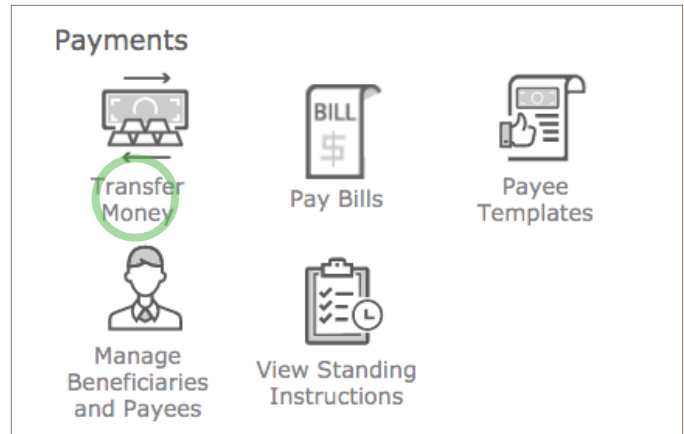 Payments
BILL
$
Transfer
Money
Pay Bills
Payee
Templates
Manage
Beneficiaries
and Payees
View Standing
Instructions